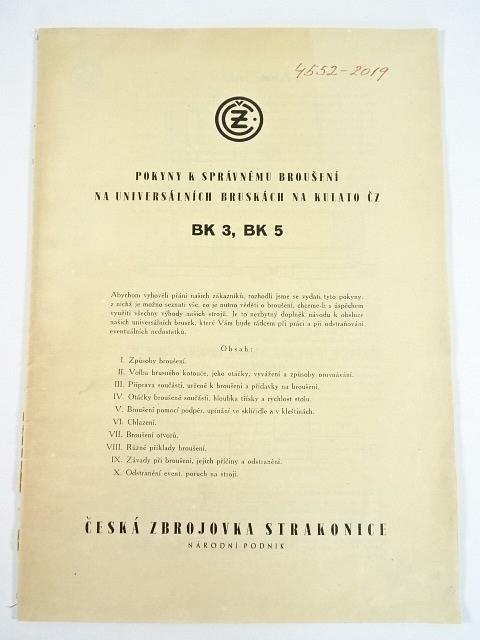 4552-2019
ČZ
POKYNY K SPRÁVNÉMU BROUŠENÍ
NA UNIVERSÁLNÍCH BRUSKÁCH NA KULATO ČZ
BK 3, BK 5
Abychom vyhověli přání našich zákazníků, rozhodli jsme se vydati tyto pokyny,
z nichž je možno seznati vše, co je nutno věděti o broušení, chceme-li s úspěchem
využíti všechny výhody našich strojů. Je to nezbytný doplněk návodu k obsluze
našich universálních brusek, který Vám bude rádcem při práci a při odstraňování
eventuálních nedostatků.
Obsah:
I. Způsoby broušení.
II. Volba brusného kotouče, jeho otáčky, vyvážení a způsoby orovnávání.
III. Příprava součástí, určené k broušení a přídavky na broušení.
IV. Otáčky broušené součásti, hloubka třísky a rychlost stolu.
V. Broušení pomocí podpěr, upínání ve sklíčidle a v kleštinách.
VI. Chlazení.
VII. Broušení otvorů.
VIII. Různé příklady broušení.
IX. Závady při broušení, jejich příčiny a odstranění.
X. Odstranění event. poruch na stroji.
ČESKÁ ZBROJOVKA STRAKONICE
NÁRODNÍ PODNIK